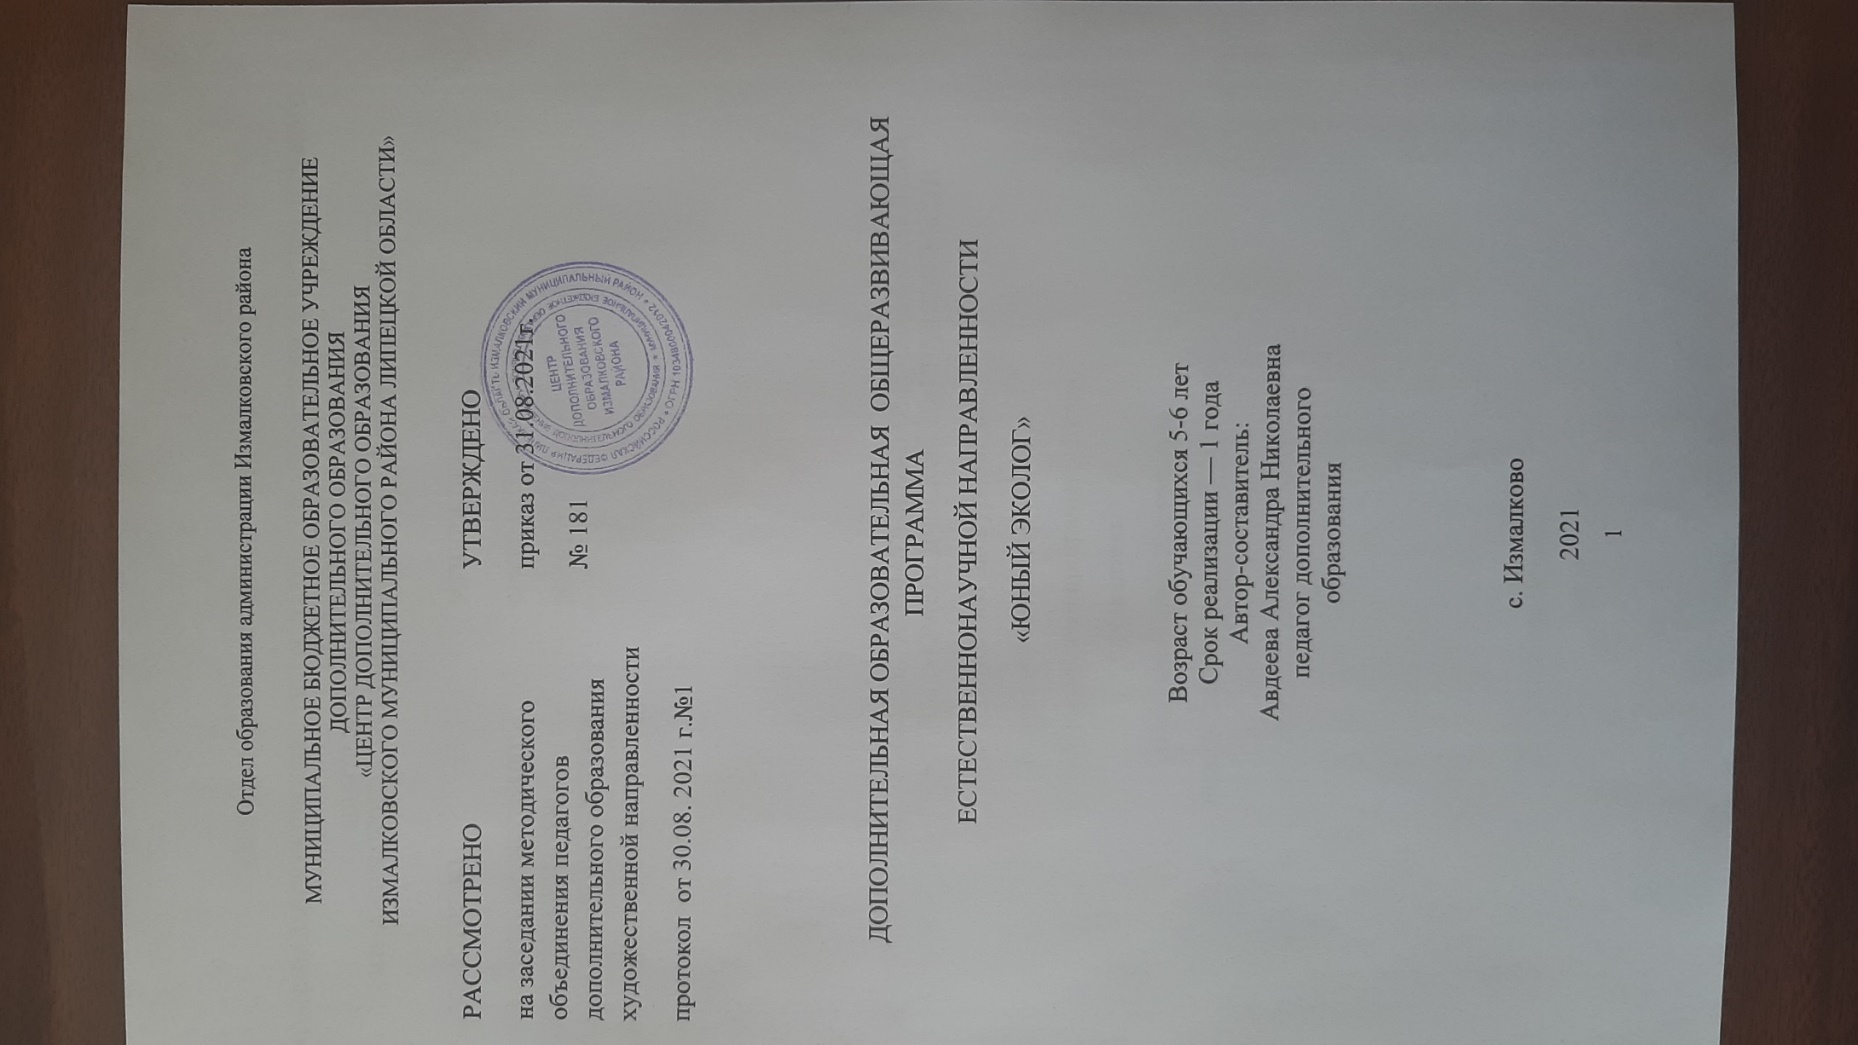 Отдел образования администрации Измалковского района
МУНИЦИПАЛЬНОЕ БЮДЖЕТНОЕ ОБРАЗОВАТЕЛЬНОЕ УЧРЕЖДЕНИЕ
ДОПОЛНИТЕЛЬНОГО ОБРАЗОВАНИЯ
«ЦЕНТР ДОПОЛНИТЕЛЬНОГО ОБРАЗОВАНИЯ
ИЗМАЛКОВСКОГО МУНИЦИПАЛЬНОГО РАЙОНА ЛИПЕЦКОЙ ОБЛАСТИ»
РАССМОТРЕНО
на заседании методического
объединения педагогов
дополнительного образования
художественной направленности
протокол от 30.08. 2021 г.№1
УТВЕРЖДЕНО
приказ от 31.08.2021г.
№ 181
ЦЕНТР
ДОПОЛНИТЕЛЬНОГО
ОБРАЗОВАНИЯ
ИЗМАЛКОВСКОГО
РАЙОНА
ДОПОЛНИТЕЛЬНАЯ ОБРАЗОВАТЕЛЬНАЯ ОБЩЕРАЗВИВАЮЩАЯ
ПРОГРАММА
ЕСТЕСТВЕННОНАУЧНОЙ НАПРАВЛЕННОСТИ
«ЮНЫЙ ЭКОЛОГ»
Возраст обучающихся 5-6 лет
Срок реализации — 1 года
Автор-составитель:
Авдеева Александра Николаевна
педагог дополнительного
образования
с. Измалково
2021
1